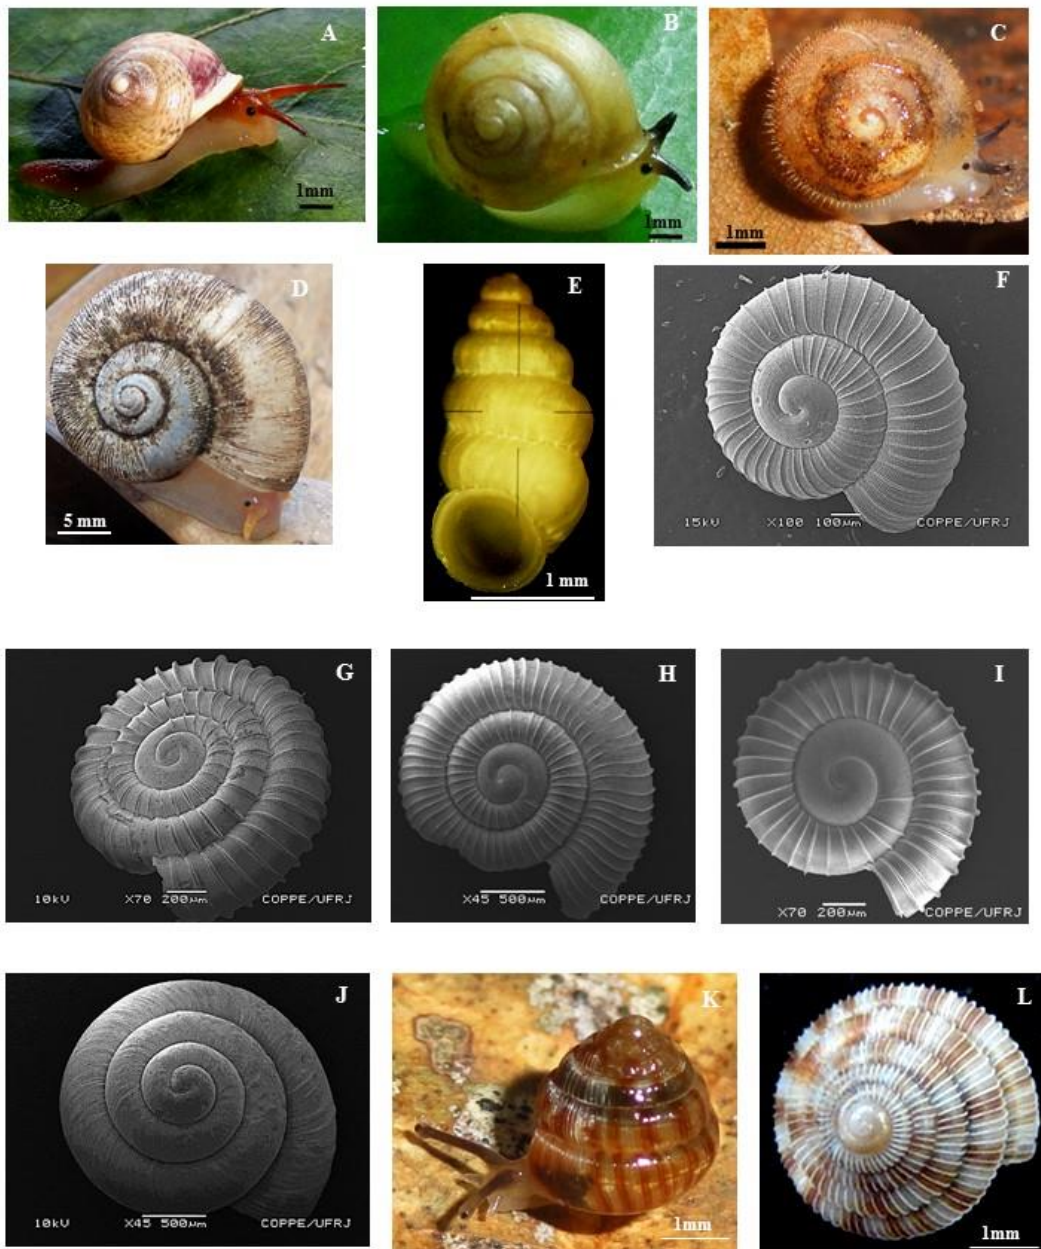 A
1mm
B
1mm
C
1mm
D
5 mm
E
1 mm
F
15kV X100 100µm COPPE/UFRJ
G
10kV X70 200µm COPPE/UFRJ
H
X45 500µm COPPE/UFRJ
I
X70 200µm COPPE/UFRJ
J
10kV X45 500µm COPPE/UFRJ
K
1mm
L
1mm